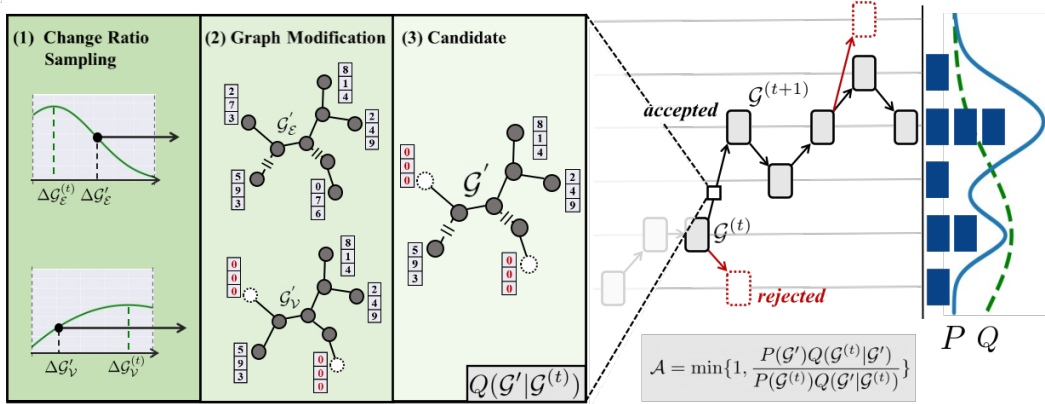 (1) Change Ratio
Sampling
ΔG_ε^(t) ΔG'_ε
ΔG'_V ΔG_V^(t)
(2) Graph Modification
2
7
3
8
1
4
G'_ε
2
4
9
5
9
3
0
7
6
8
1
4
0
0
0
G'_V
2
4
9
5
9
3
0
0
0
(3) Candidate
8
1
4
0
0
0
G'
2
4
9
5
9
3
0
0
0
Q(G'|G^(t))
accepted
G^(t+1)
G^(t)
rejected
A = min{1, P(G')Q(G^(t)|G') / P(G^(t))Q(G'|G^(t))}
P Q